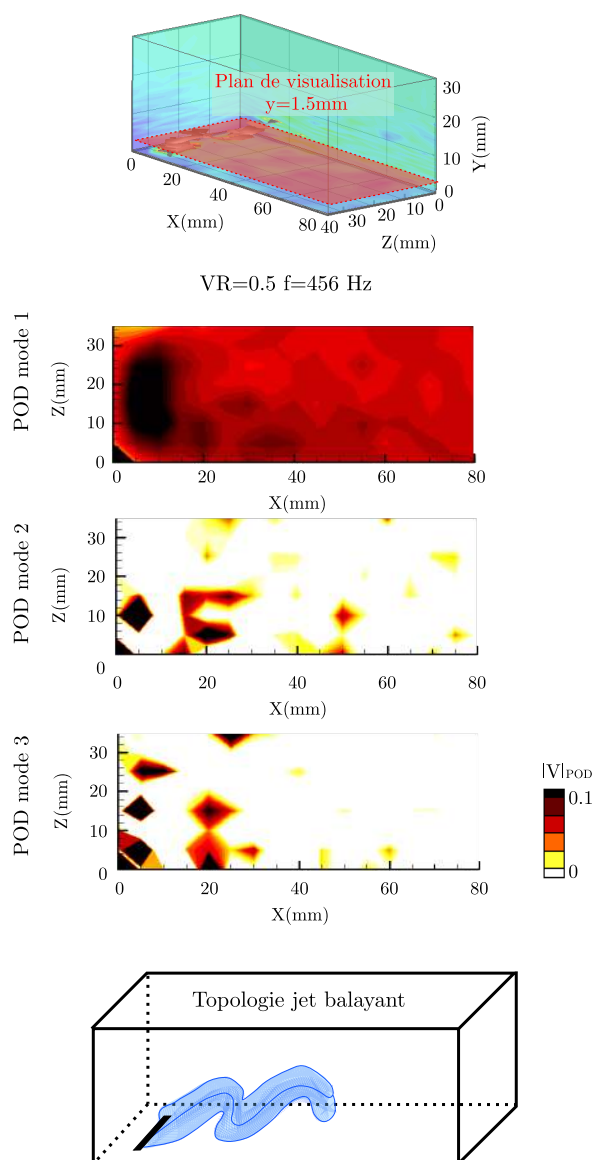 Plan de visualisation
y=1.5mm
30
20
10
0
Y(mm)
0
20
40
60
80
X(mm)
40
30
20
10
0
Z(mm)
VR=0.5 f=456 Hz
POD mode 1
Z(mm)
30
20
10
0
0
20
40
60
80
X(mm)
POD mode 2
Z(mm)
30
20
10
0
0
20
40
60
80
X(mm)
POD mode 3
Z(mm)
30
20
10
0
0
20
40
60
80
X(mm)
|V|POD
0.1
0
Topologie jet balayant